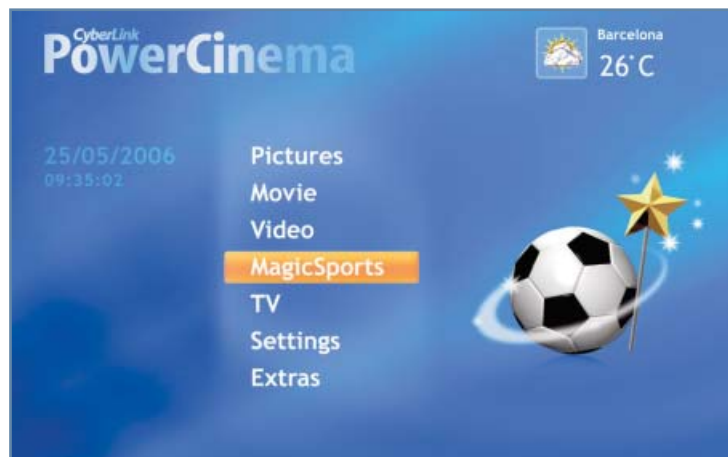 CyberLink
PowerCinema
Barcelona
26°C
25/05/2006
09:35:02
Pictures
Movie
Video
MagicSports
TV
Settings
Extras